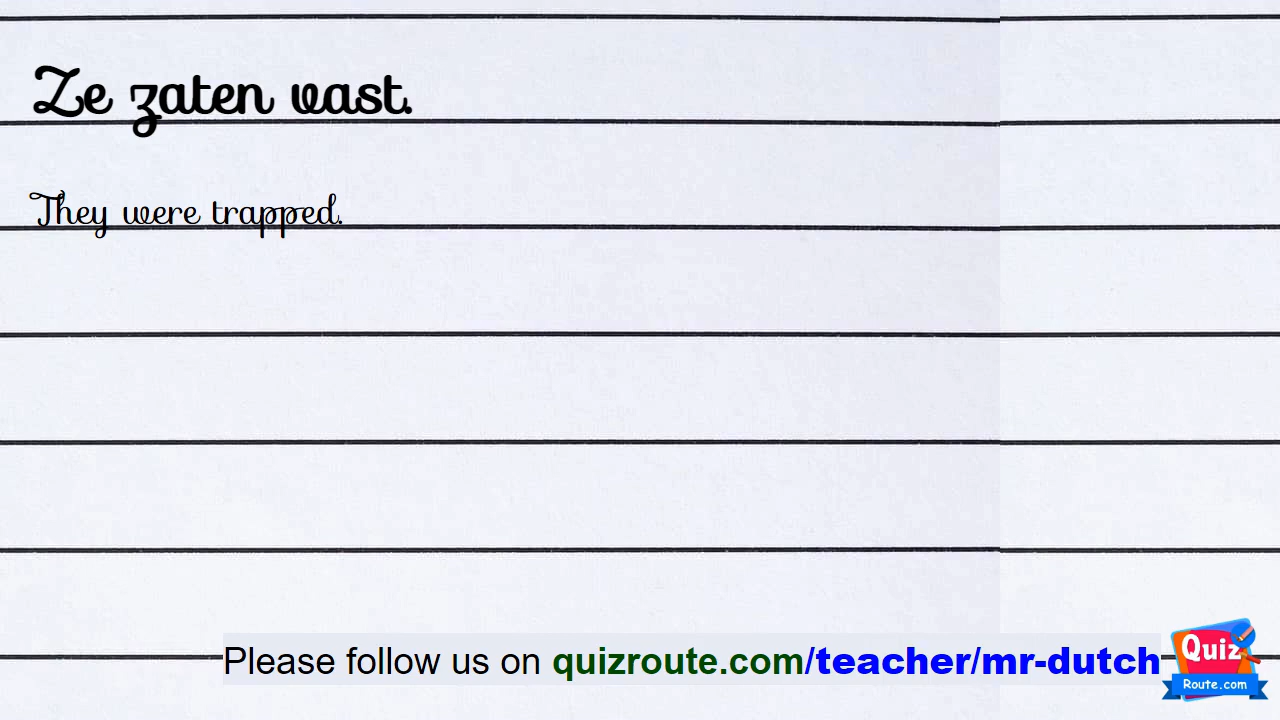 Ze zaten vast.
They were trapped.
Please follow us on quizroute.com/teacher/mr-dutch
Quiz
Route.com